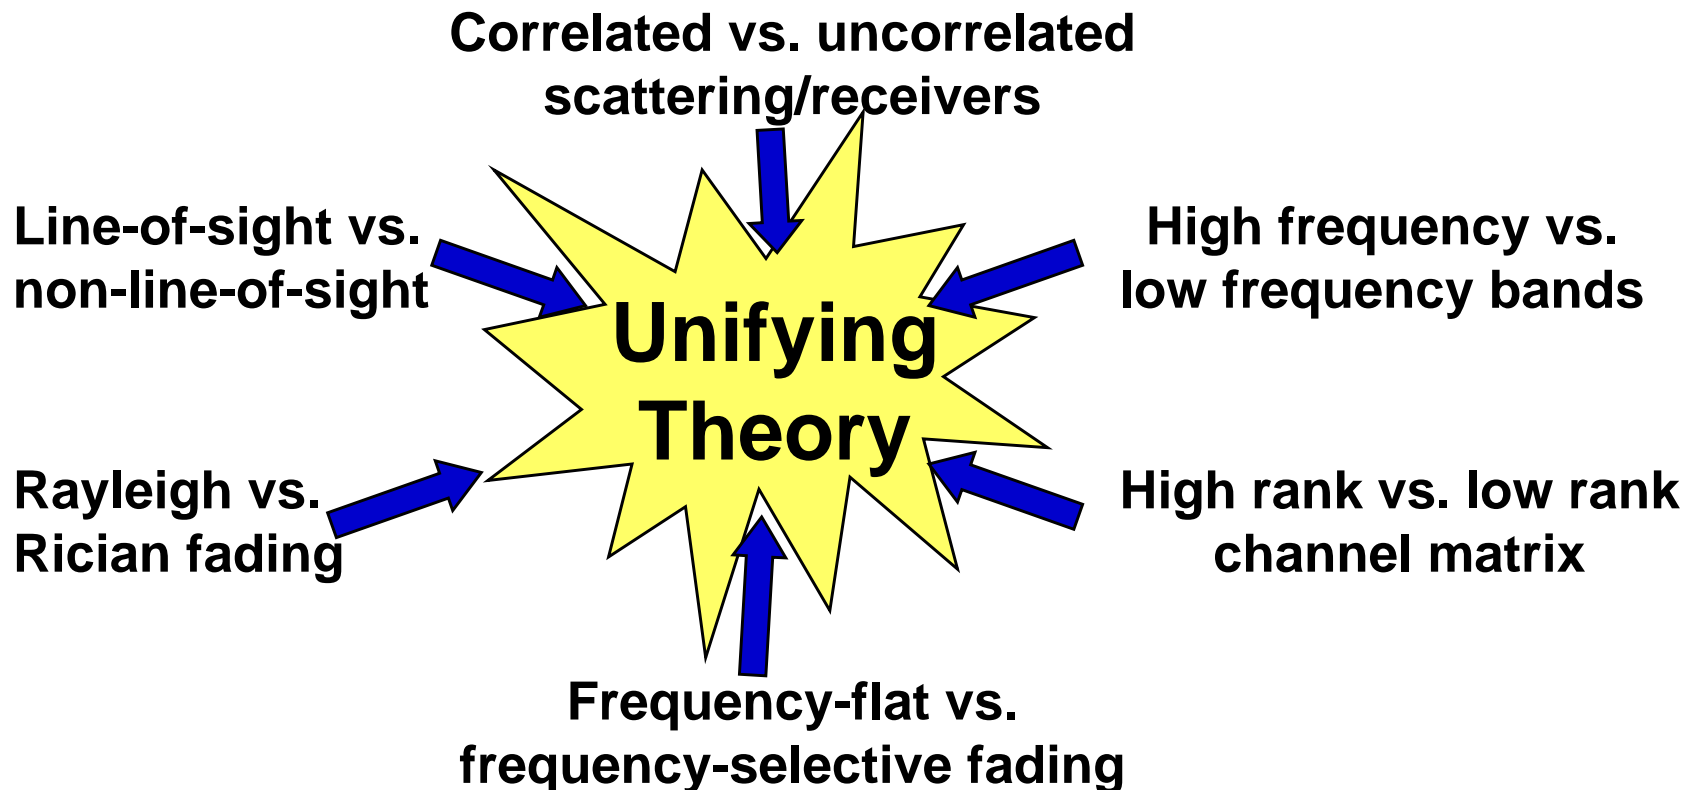 Correlated vs. uncorrelated
scattering/receivers
Line-of-sight vs.
non-line-of-sight
High frequency vs.
low frequency bands
Unifying
Theory
Rayleigh vs.
Rician fading
High rank vs. low rank
channel matrix
Frequency-flat vs.
frequency-selective fading